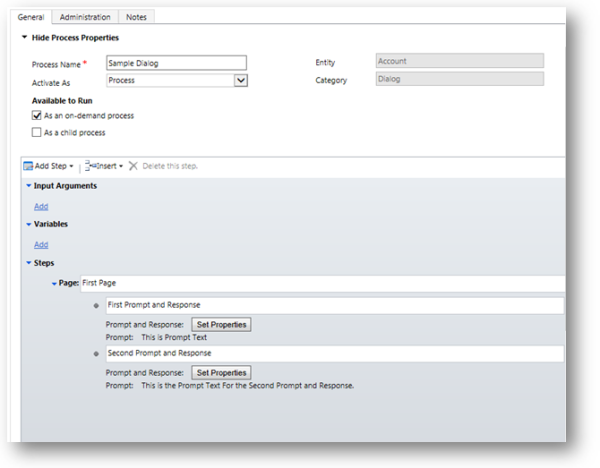 General Administration Notes
Hide Process Properties
Process Name * Sample Dialog Entity Account
Activate As Process Category Dialog
Available to Run
As an on-demand process
As a child process
Add Step Insert Delete this step.
Input Arguments
Add
Variables
Add
Steps
Page: First Page
First Prompt and Response
Prompt and Response: Set Properties
Prompt: This is Prompt Text
Second Prompt and Response
Prompt and Response: Set Properties
Prompt: This is the Prompt Text For the Second Prompt and Response.